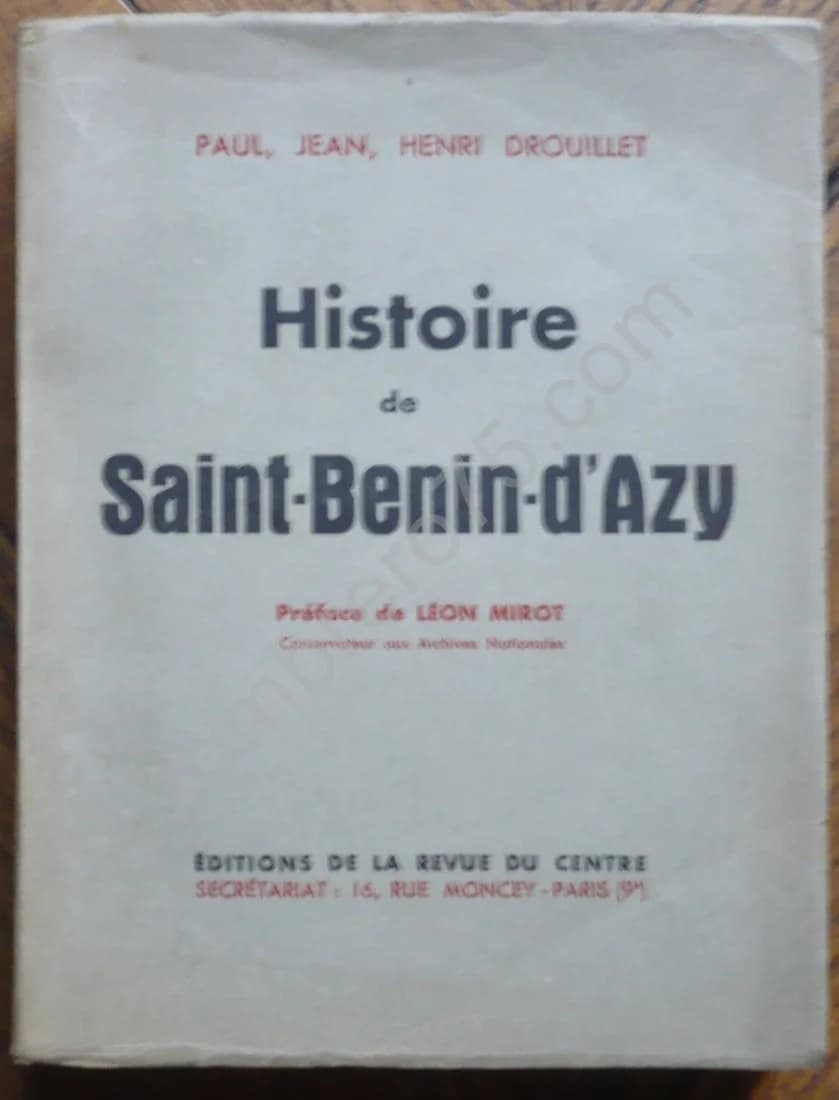 PAUL, JEAN, HENRI DROUILLET
Histoire
de
Saint-Benin-d'Azy
Préface de LÉON MIROT
Conservateur aux Archives Nationales
ÉDITIONS DE LA REVUE DU CENTRE
SECRÉTARIAT : 16, RUE MONCEY - PARIS (9e)